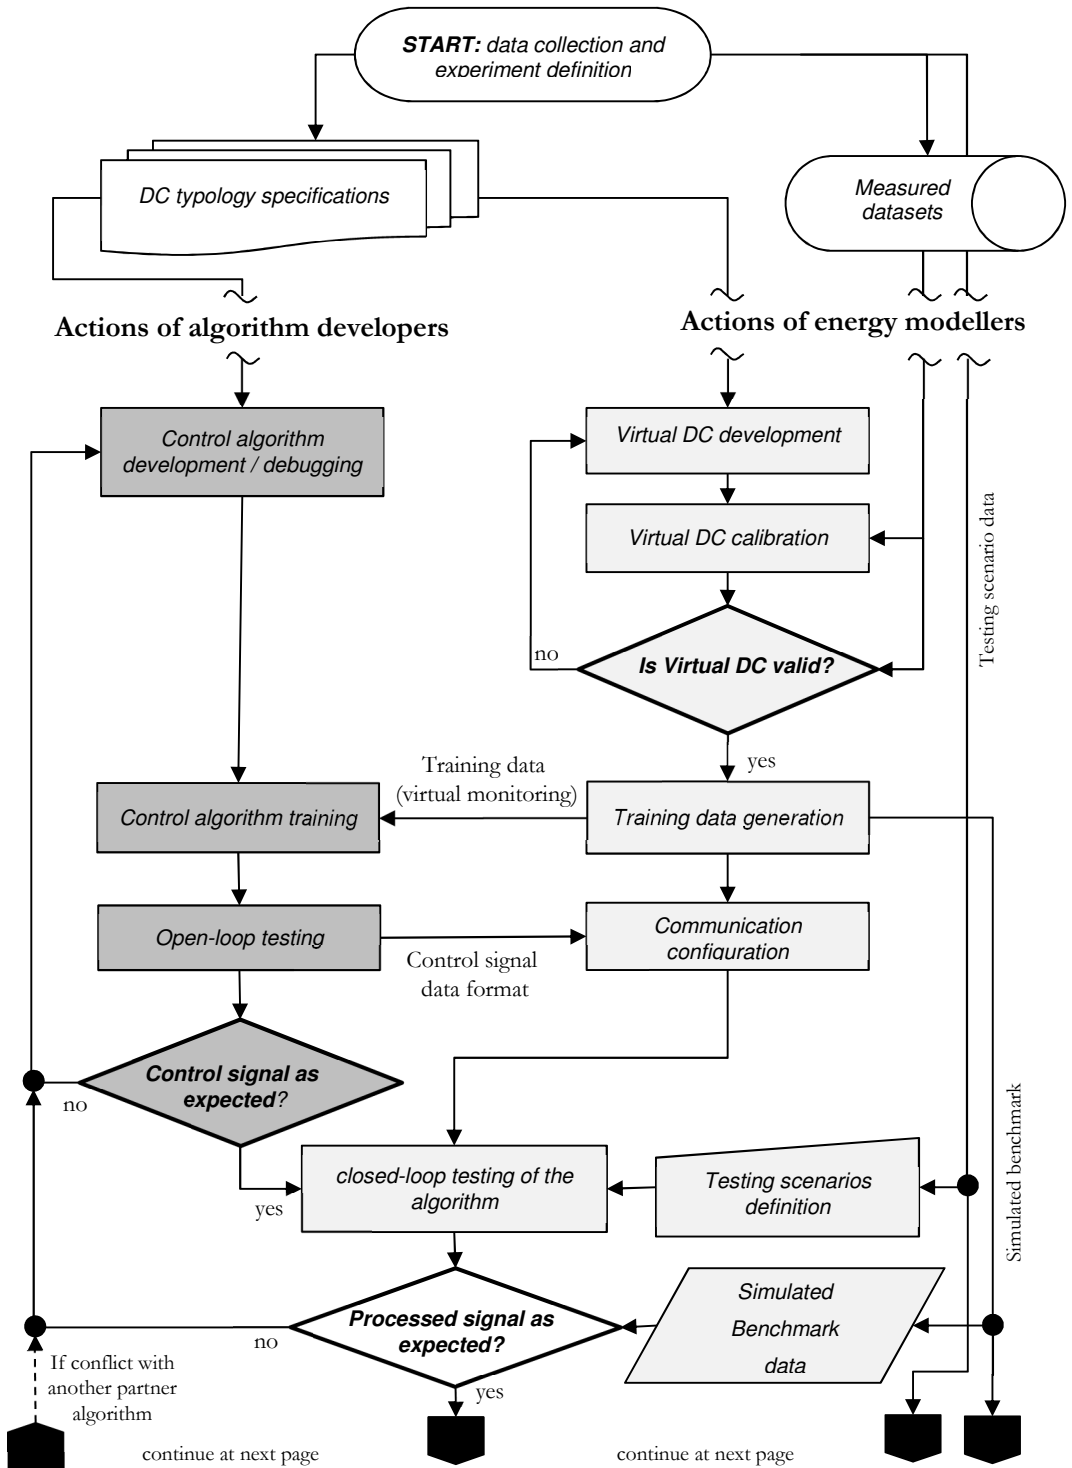 START: data collection and
experiment definition
DC typology specifications
Measured
datasets
Actions of algorithm developers
Actions of energy modellers
Control algorithm
development / debugging
Virtual DC development
Virtual DC calibration
Testing scenario data
Is Virtual DC valid?
no
yes
Training data
(virtual monitoring)
Control algorithm training
Training data generation
Open-loop testing
Communication
configuration
Control signal
data format
Control signal as
expected?
no
yes
closed-loop testing of the
algorithm
Testing scenarios
definition
Simulated benchmark
Processed signal as
expected?
no
yes
Simulated
Benchmark
data
If conflict with
another partner
algorithm
continue at next page
continue at next page